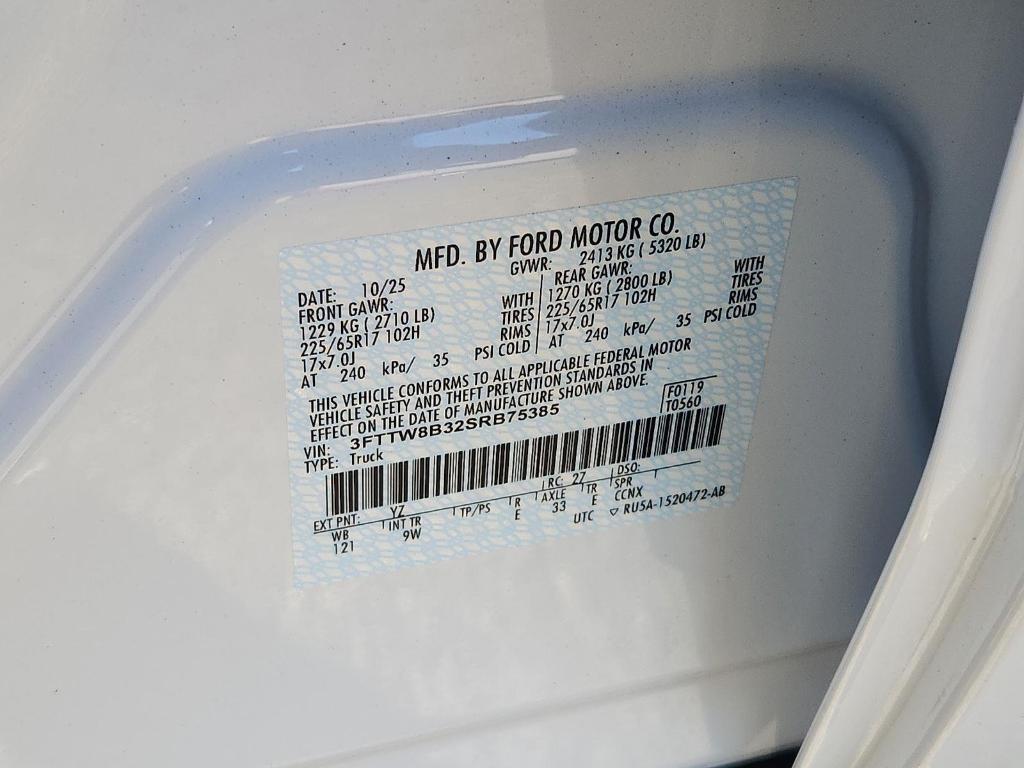 MFD. BY FORD MOTOR CO.
DATE: 10/25 GVWR: 2413 KG ( 5320 LB)
FRONT GAWR: REAR GAWR:
1229 KG ( 2710 LB) WITH 1270 KG ( 2800 LB) WITH
225/65R17 102H TIRES 225/65R17 102H TIRES
17x7.0J RIMS 17x7.0J RIMS
AT 240 kPa/ 35 PSI COLD AT 240 kPa/ 35 PSI COLD
THIS VEHICLE CONFORMS TO ALL APPLICABLE FEDERAL MOTOR
VEHICLE SAFETY AND THEFT PREVENTION STANDARDS IN
EFFECT ON THE DATE OF MANUFACTURE SHOWN ABOVE.
VIN: 3FTTW8B32SRB75385 F0119
TYPE: Truck T0560
EXT PNT: YZ RC: 27 DSO:
WB INT TR TP/PS R AXLE TR SPR
121 9W E 33 E CCNX
UTC ▽ RU5A-1520472-AB